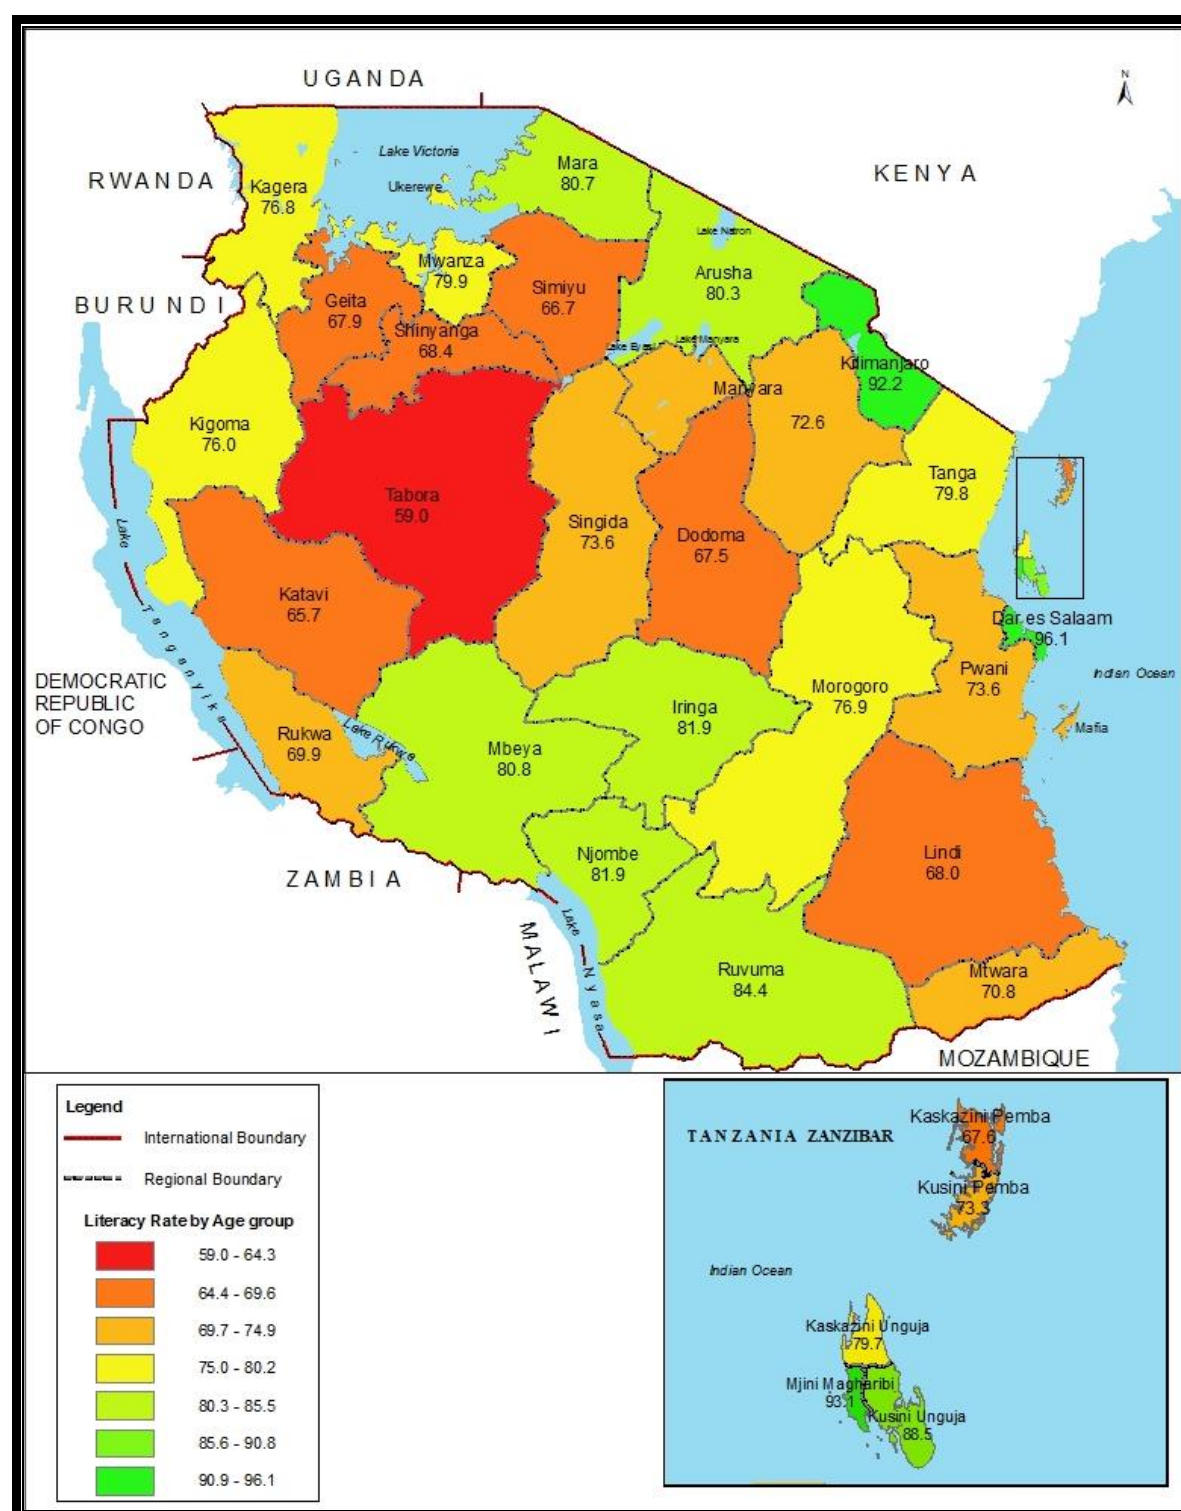 N
UGANDA
Lake Victoria
Ukerewe
RWANDA
KENYA
Mara
80.7
Kagera
76.8
Lake Natron
Mwanza
79.9
Arusha
80.3
Simiyu
66.7
BURUNDI
Geita
67.9
Shinyanga
68.4
Lake Eyasi
Lake Manyara
Kilimanjaro
92.2
Manyara
72.6
Kigoma
76.0
Tanga
79.8
Tabora
59.0
Singida
73.6
Dodoma
67.5
Katavi
65.7
Lake Tanganyika
Dar es Salaam
96.1
Pwani
73.6
Indian Ocean
DEMOCRATIC
REPUBLIC
OF CONGO
Morogoro
76.9
Iringa
81.9
Mafia
Rukwa
69.9
Lake Rukwa
Mbeya
80.8
ZAMBIA
Njombe
81.9
Lindi
68.0
MALAWI
Lake Nyasa
Ruvuma
84.4
Mtwara
70.8
MOZAMBIQUE
Legend
International Boundary
Regional Boundary
Literacy Rate by Age group
59.0 - 64.3
64.4 - 69.6
69.7 - 74.9
75.0 - 80.2
80.3 - 85.5
85.6 - 90.8
90.9 - 96.1
TANZANIA ZANZIBAR
Kaskazini Pemba
67.6
Kusini Pemba
73.3
Indian Ocean
Kaskazini Unguja
79.7
Mjini Magharibi
93.1
Kusini Unguja
88.5